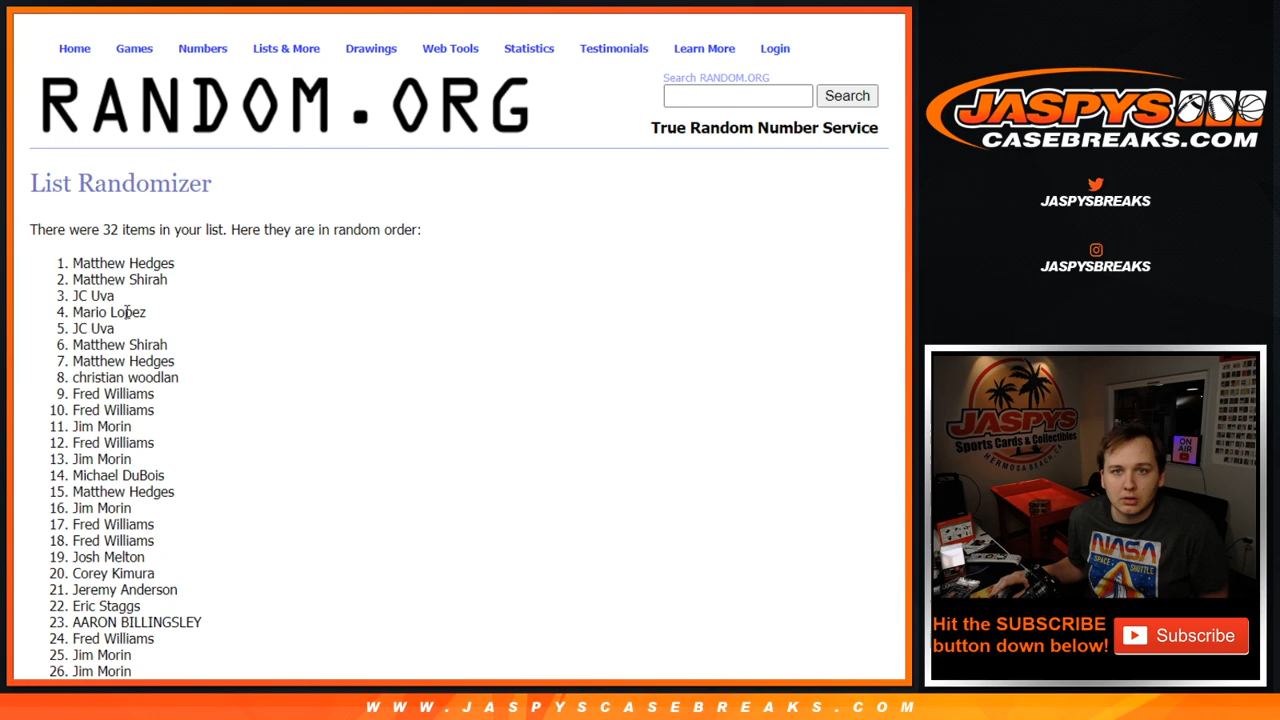 Home Games Numbers Lists & More Drawings Web Tools Statistics Testimonials Learn More Login
RANDOM.ORG
Search RANDOM.ORG
Search
True Random Number Service
List Randomizer
There were 32 items in your list. Here they are in random order:
1. Matthew Hedges
2. Matthew Shirah
3. JC Uva
4. Mario Lopez
5. JC Uva
6. Matthew Shirah
7. Matthew Hedges
8. christian woodlan
9. Fred Williams
10. Fred Williams
11. Jim Morin
12. Fred Williams
13. Jim Morin
14. Michael DuBois
15. Matthew Hedges
16. Jim Morin
17. Fred Williams
18. Fred Williams
19. Josh Melton
20. Corey Kimura
21. Jeremy Anderson
22. Eric Staggs
23. AARON BILLINGSLEY
24. Fred Williams
25. Jim Morin
26. Jim Morin
JASPYS
CASEBREAKS.COM
JASPYSBREAKS
JASPYSBREAKS
JASPYS
Sports Cards & Collectibles
HERMOSA BEACH, CA
ON
AIR
NASA
SPACE SHUTTLE
Hit the SUBSCRIBE
button down below!
Subscribe
WWW.JASPYSCASEBREAKS.COM